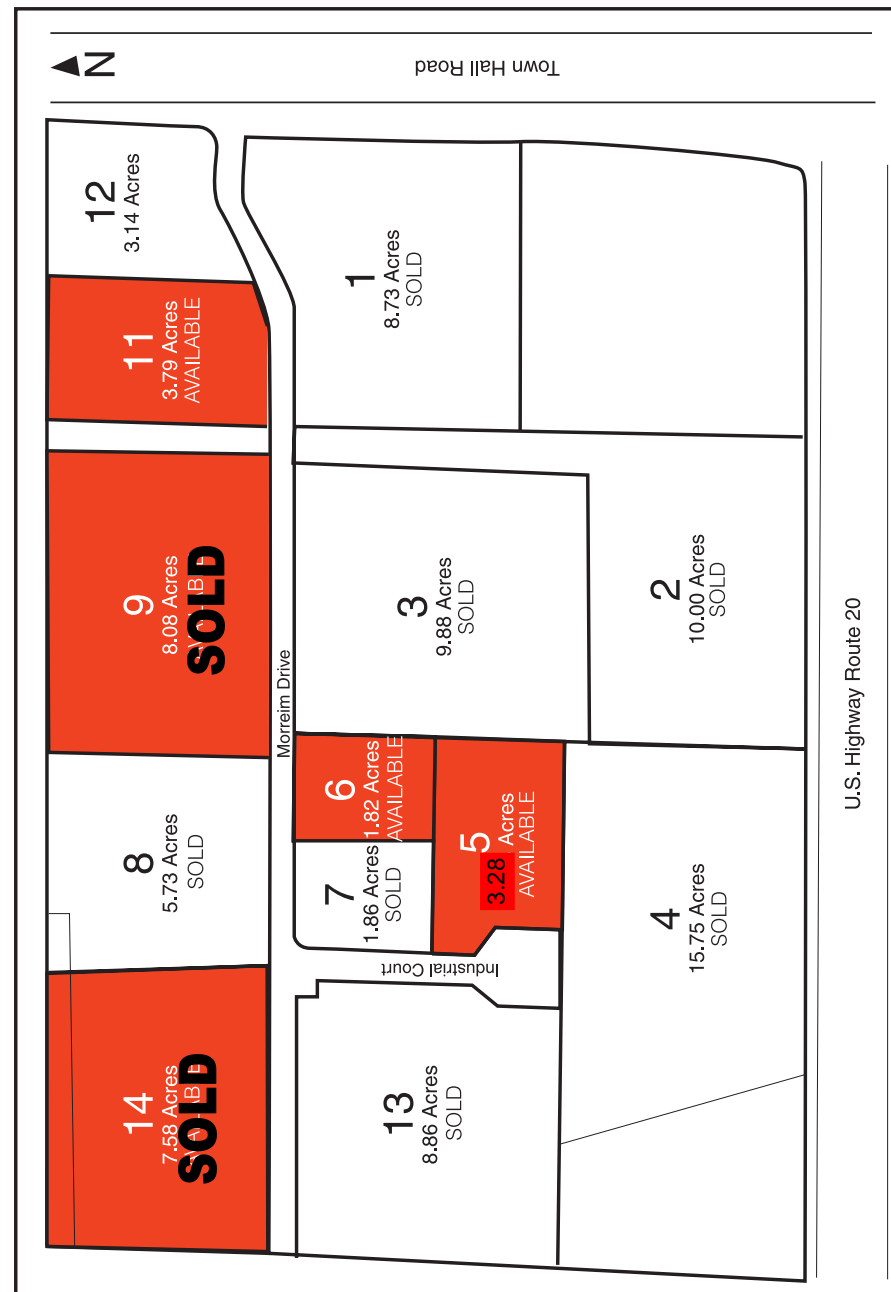 N
Town Hall Road
12
3.14 Acres
11
3.79 Acres
AVAILABLE
1
8.73 Acres
SOLD
9
8.08 Acres
AVAILABLE
SOLD
3
9.88 Acres
SOLD
2
10.00 Acres
SOLD
Morreim Drive
U.S. Highway Route 20
8
5.73 Acres
SOLD
6
1.82 Acres
AVAILABLE
7
1.86 Acres
SOLD
5
3.28 Acres
AVAILABLE
4
15.75 Acres
SOLD
Industrial Court
14
7.58 Acres
AVAILABLE
SOLD
13
8.86 Acres
SOLD